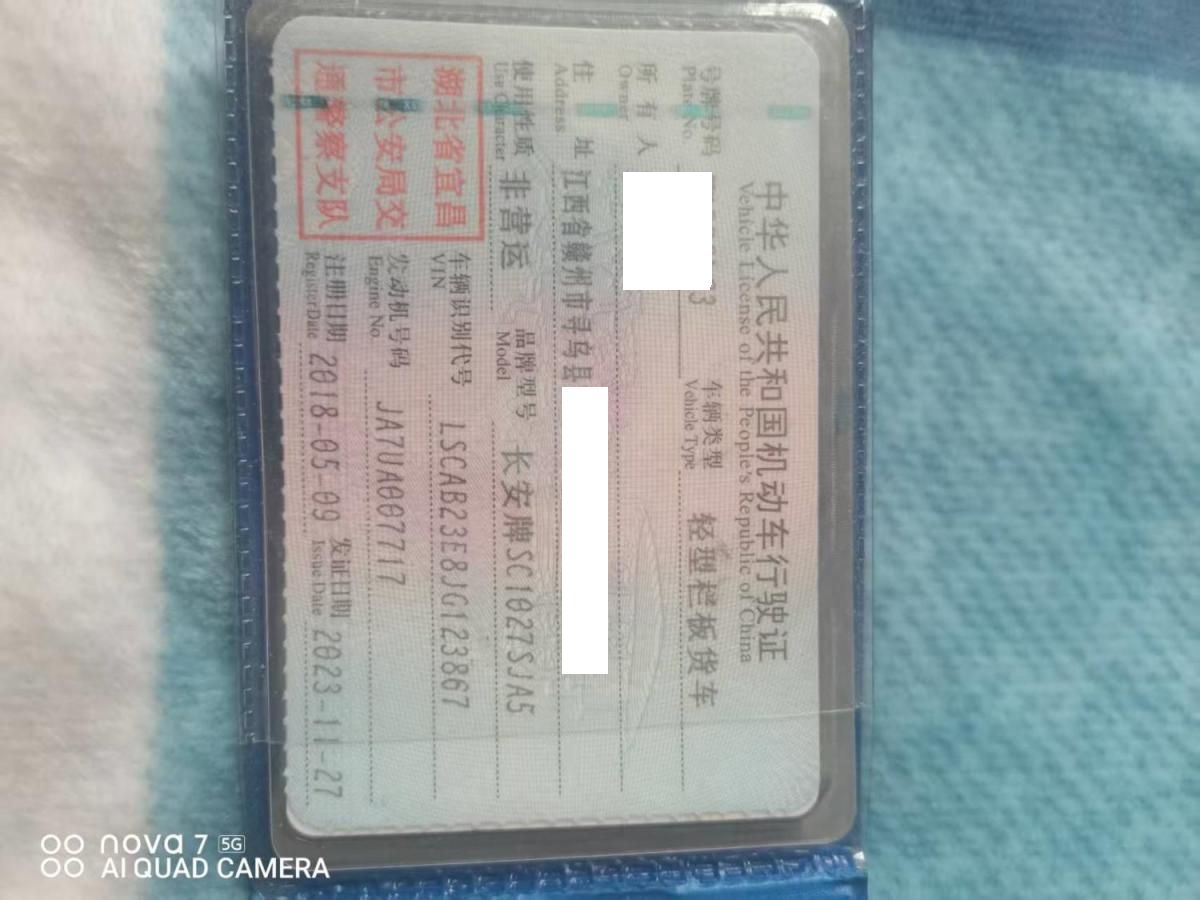 中华人民共和国机动车行驶证
Vehicle License of the People's Republic of China
号牌号码 3 车辆类型 轻型栏板货车
Plate No. Vehicle Type
所有人
Owner
住址 江西省赣州市寻乌县
Address
使用性质 非营运 品牌型号 长安牌SC1027SJA5
Use Character Model
湖北省宜昌
市公安局交
通警察支队
车辆识别代号 LSCAB23E8JG123867
VIN
发动机号码 JA7UA007717
Engine No.
注册日期 2018-05-09 发证日期 2023-11-27
Register Date Issue Date
nova 7 5G
AI QUAD CAMERA